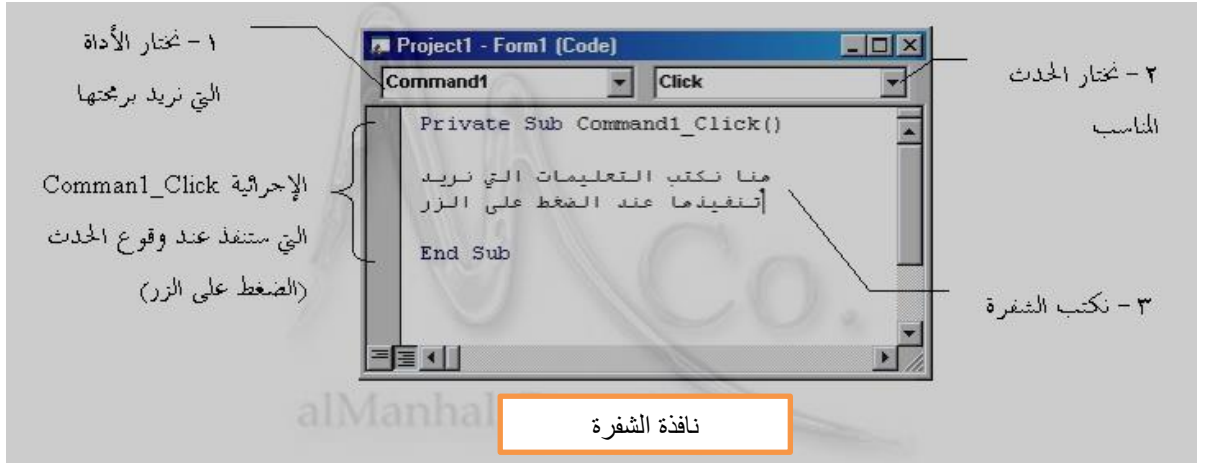 ١ - نختار الأداة
التي نريد برمجتها
Project1 - Form1 (Code)
Command1
Click
٢ - نختار الحدث
المناسب
Private Sub Command1_Click()
هنا نكتب التعليمات التي نريد
تنفيذها عند الضغط على الزر
End Sub
الإجرائية Comman1_Click
التي ستنفذ عند وقوع الحدث
(الضغط على الزر)
٣ - نكتب الشفرة
Co.
alManhal
نافذة الشفرة